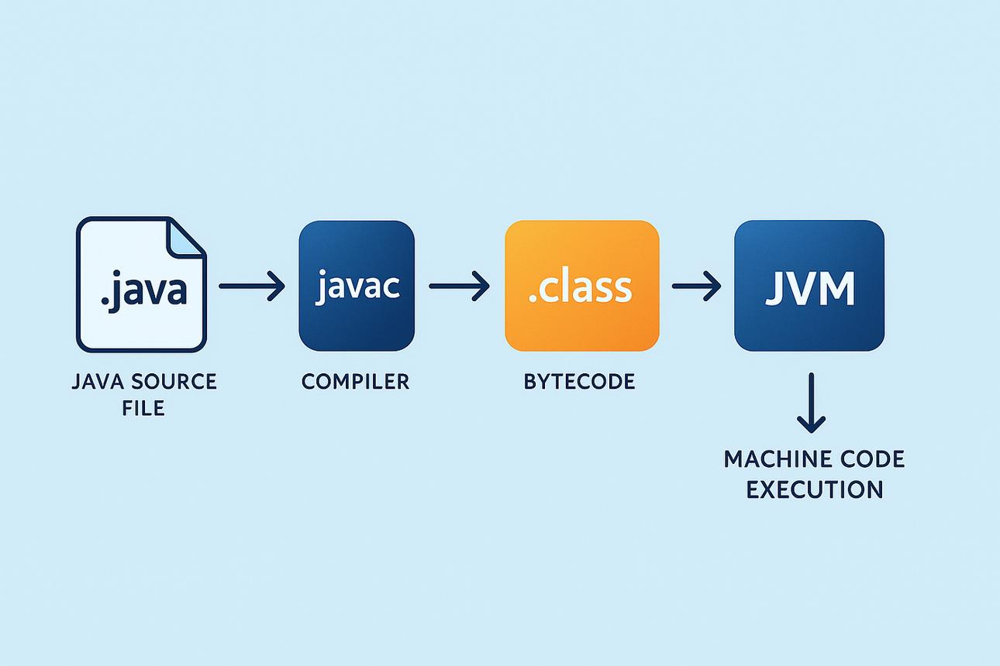 .java
javac
.class
JVM
JAVA SOURCE
FILE
COMPILER
BYTECODE
MACHINE CODE
EXECUTION